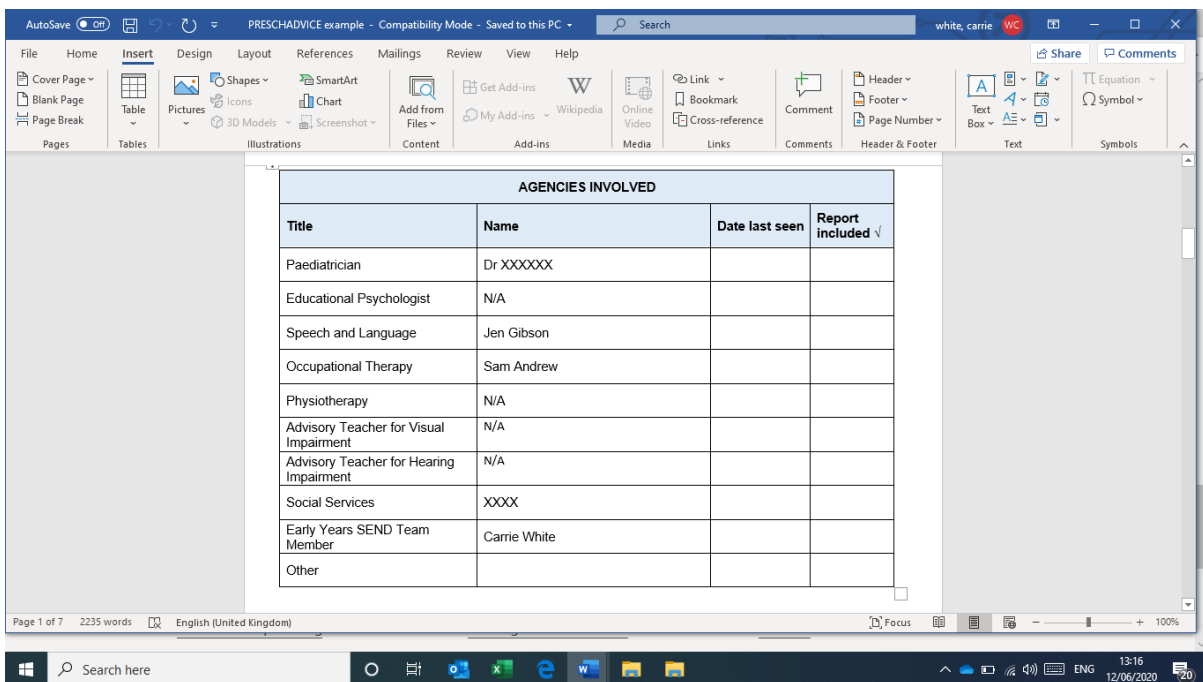 AutoSave Off PRESCHADVICE example - Compatibility Mode - Saved to this PC Search white, carrie WC
File Home Insert Design Layout References Mailings Review View Help Share Comments
Cover Page
Blank Page
Page Break
Pages
Table
Tables
Pictures
Shapes
Icons
3D Models
SmartArt
Chart
Screenshot
Illustrations
Add from
Files
Content
Get Add-ins
My Add-ins
W
Wikipedia
Add-ins
Online
Video
Media
Link
Bookmark
Cross-reference
Links
Comment
Comments
Header
Footer
Page Number
Header & Footer
A
Text
Box
Text
Equation
Symbol
Symbols
AGENCIES INVOLVED
Title Name Date last seen Report
included √
Paediatrician Dr XXXXXX
Educational Psychologist N/A
Speech and Language Jen Gibson
Occupational Therapy Sam Andrew
Physiotherapy N/A
Advisory Teacher for Visual N/A
Impairment
Advisory Teacher for Hearing N/A
Impairment
Social Services XXXX
Early Years SEND Team
Member Carrie White
Other
Page 1 of 7 2235 words English (United Kingdom) Focus 100%
Search here ENG 13:16
12/06/2020 20